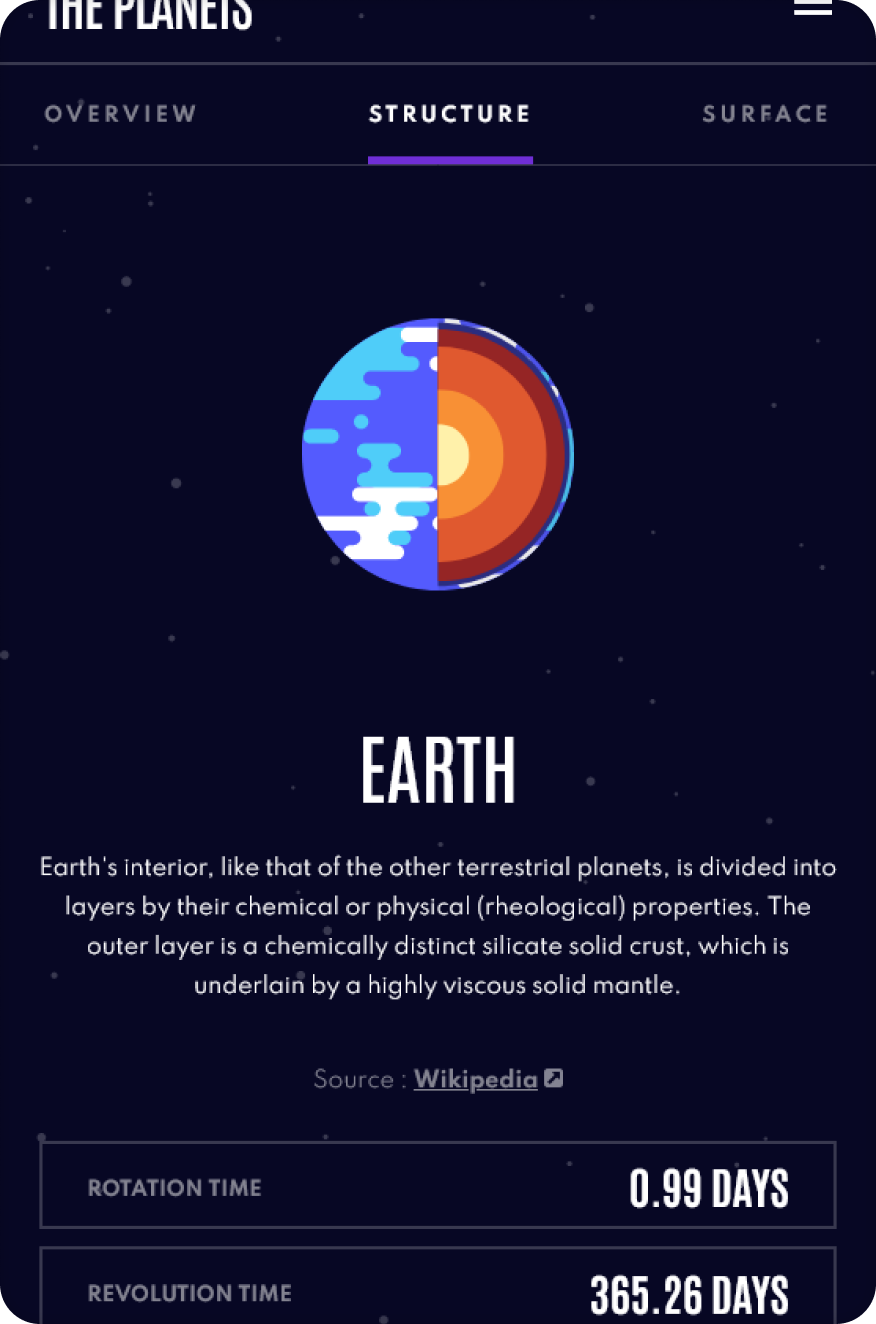 THE PLANETS
OVERVIEW STRUCTURE SURFACE
EARTH
Earth's interior, like that of the other terrestrial planets, is divided into
layers by their chemical or physical (rheological) properties. The
outer layer is a chemically distinct silicate solid crust, which is
underlain by a highly viscous solid mantle.
Source : Wikipedia
ROTATION TIME 0.99 DAYS
REVOLUTION TIME 365.26 DAYS